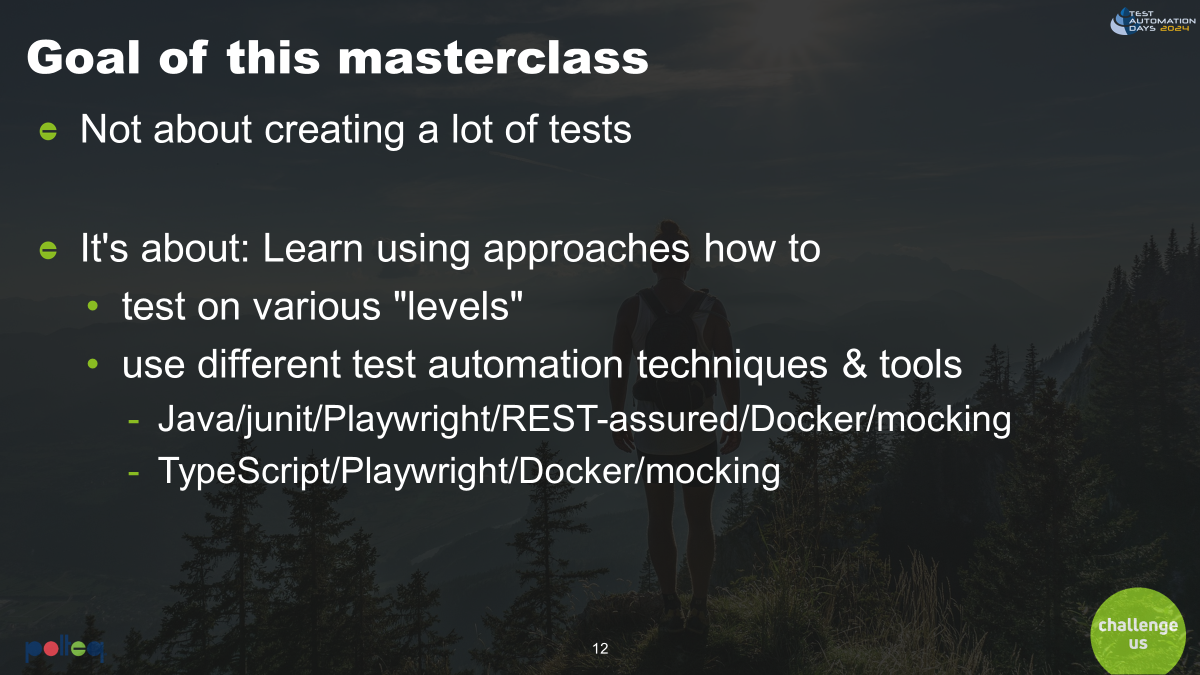 TEST
AUTOMATION
DAYS 2024
Goal of this masterclass
Not about creating a lot of tests
It's about: Learn using approaches how to
• test on various "levels"
• use different test automation techniques & tools
- Java/junit/Playwright/REST-assured/Docker/mocking
- TypeScript/Playwright/Docker/mocking
polteq
12
challenge
us